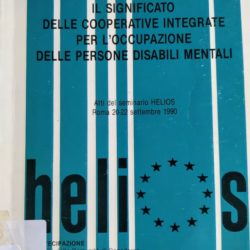 IL SIGNIFICATO
DELLE COOPERATIVE INTEGRATE
PER L'OCCUPAZIONE
DELLE PERSONE DISABILI MENTALI
Atti del seminario HELIOS
Roma 20-22 settembre 1990
helios